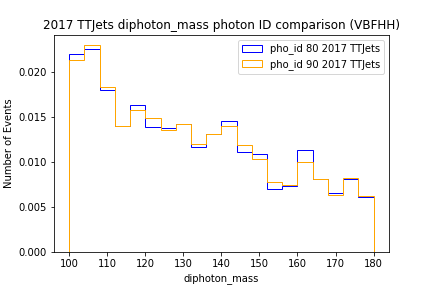 2017 TTJets diphoton_mass photon ID comparison (VBFHH)
pho_id 80 2017 TTJets
pho_id 90 2017 TTJets
Number of Events
0.020
0.015
0.010
0.005
0.000
100 110 120 130 140 150 160 170 180
diphoton_mass